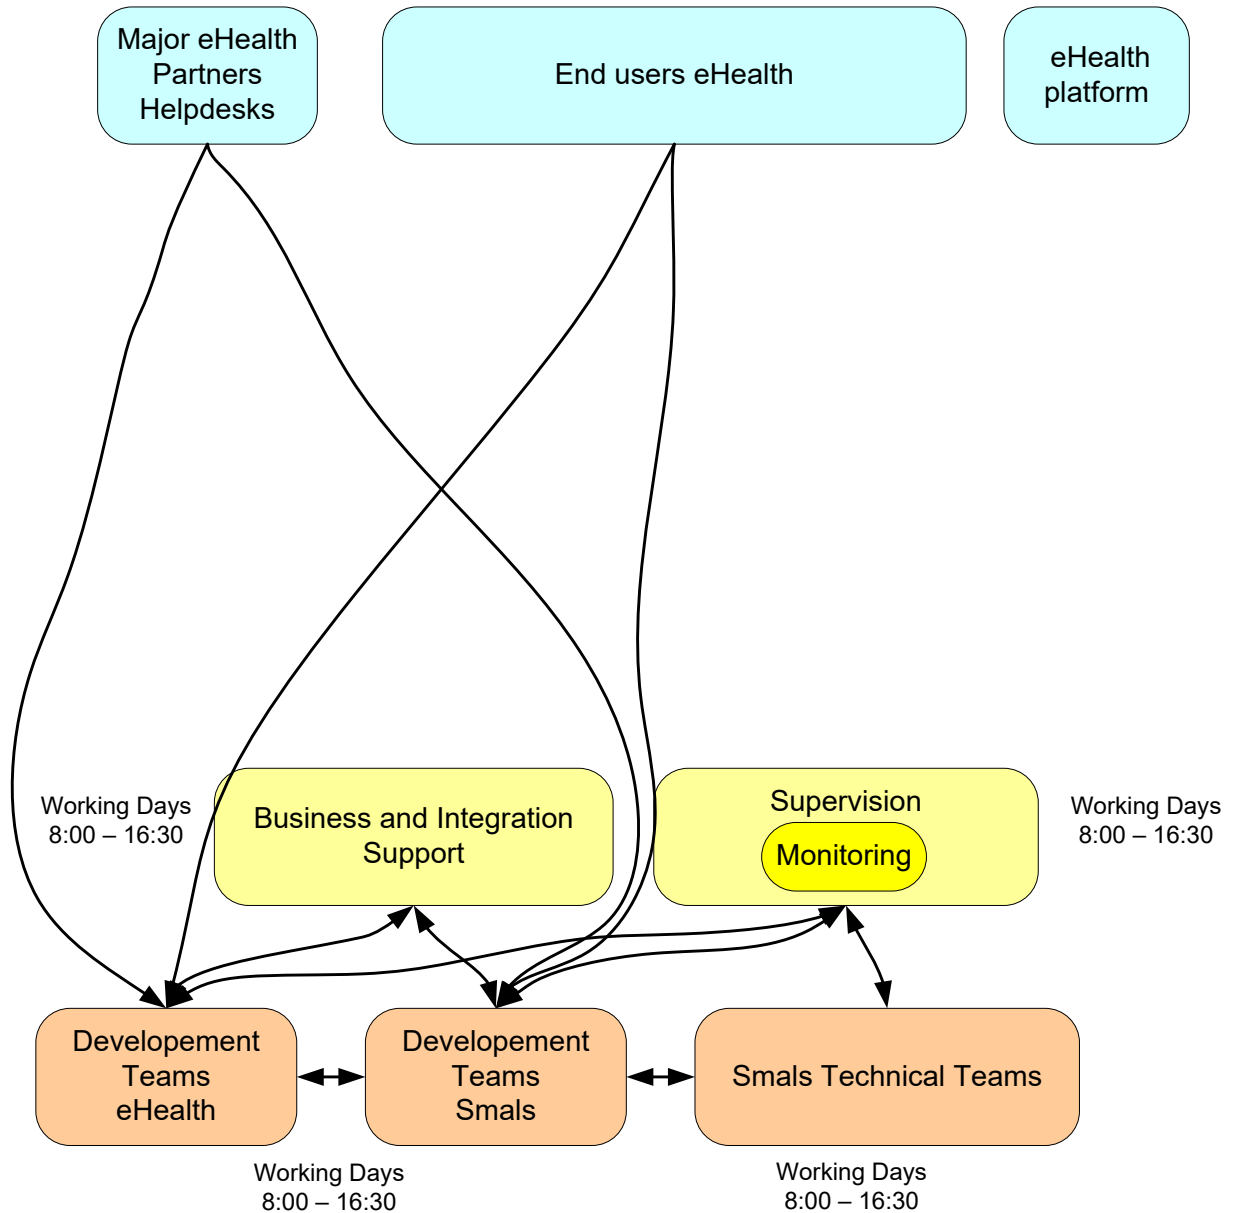 Major eHealth
Partners
Helpdesks
End users eHealth
eHealth
platform
Working Days
8:00 – 16:30
Business and Integration
Support
Supervision
Monitoring
Working Days
8:00 – 16:30
Developement
Teams
eHealth
Developement
Teams
Smals
Smals Technical Teams
Working Days
8:00 – 16:30
Working Days
8:00 – 16:30